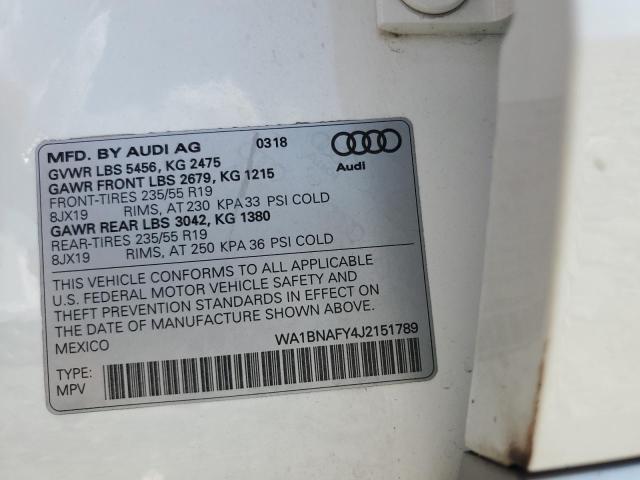 MFD. BY AUDI AG 0318
GVWR LBS 5456, KG 2475
GAWR FRONT LBS 2679, KG 1215
FRONT-TIRES 235/55 R19
8JX19 RIMS, AT 230 KPA 33 PSI COLD
GAWR REAR LBS 3042, KG 1380
REAR-TIRES 235/55 R19
8JX19 RIMS, AT 250 KPA 36 PSI COLD
Audi
THIS VEHICLE CONFORMS TO ALL APPLICABLE
U.S. FEDERAL MOTOR VEHICLE SAFETY AND
THEFT PREVENTION STANDARDS IN EFFECT ON
THE DATE OF MANUFACTURE SHOWN ABOVE.
MEXICO WA1BNAFY4J2151789
TYPE:
MPV